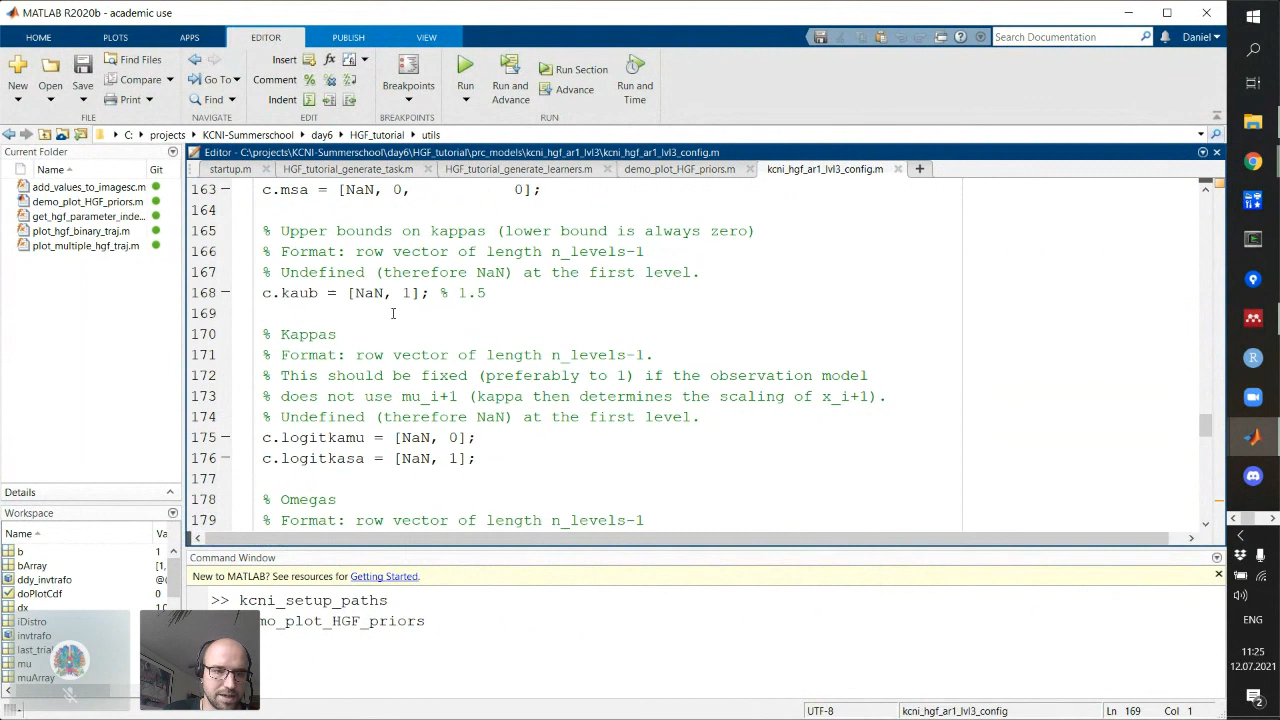 MATLAB R2020b - academic use
HOME PLOTS APPS EDITOR PUBLISH VIEW
Search Documentation
Daniel
New Open Save
Find Files
Compare
Print
FILE
Go To
Find
NAVIGATE
Insert
Comment
Indent
EDIT
Breakpoints
BREAKPOINTS
Run
Run and Advance
Run Section
Advance
Run and Time
RUN
C: projects KCNI-Summerschool day6 HGF_tutorial utils
Current Folder
Name Git
add_values_to_imagesc.m
demo_plot_HGF_priors.m
get_hgf_parameter_inde...
plot_hgf_binary_traj.m
plot_multiple_hgf_traj.m
Details
Workspace
Name Va
b 1
bArray [1,
ddy_invtrafo @(
doPlotCdf 0
dx
iDistro
invtrafo
last_tria
mu
muArray
Editor - C:\projects\KCNI-Summerschool\day6\HGF_tutorial\prc_models\kcni_hgf_ar1_lvl3\kcni_hgf_ar1_lvl3_config.m
startup.m HGF_tutorial_generate_task.m HGF_tutorial_generate_learners.m demo_plot_HGF_priors.m kcni_hgf_ar1_lvl3_config.m
163 c.msa = [NaN, 0, 0];
164
165 % Upper bounds on kappas (lower bound is always zero)
166 % Format: row vector of length n_levels-1
167 % Undefined (therefore NaN) at the first level.
168 c.kaub = [NaN, 1]; % 1.5
169
170 % Kappas
171 % Format: row vector of length n_levels-1.
172 % This should be fixed (preferably to 1) if the observation model
173 % does not use mu_i+1 (kappa then determines the scaling of x_i+1).
174 % Undefined (therefore NaN) at the first level.
175 c.logitkamu = [NaN, 0];
176 c.logitkasa = [NaN, 1];
177
178 % Omegas
179 % Format: row vector of length n_levels-1
Command Window
New to MATLAB? See resources for Getting Started.
>> kcni_setup_paths
mo_plot_HGF_priors
UTF-8 kcni_hgf_ar1_lvl3_config Ln 169 Col 1
ENG
11:25
12.07.2021
2